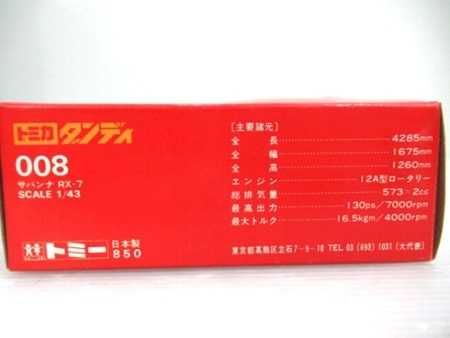 トミカ ダンディ
008
サバンナ RX-7
SCALE 1/43
トミー 日本製 850
〔主要諸元〕
全長 4285mm
全幅 1675mm
全高 1260mm
エンジン 12A型ロータリー
総排気量 573×2cc
最高出力 130ps/7000rpm
最大トルク 16.5kgm/4000rpm
東京都葛飾区立石7-9-10 TEL 03 (693) 1031 (大代表)